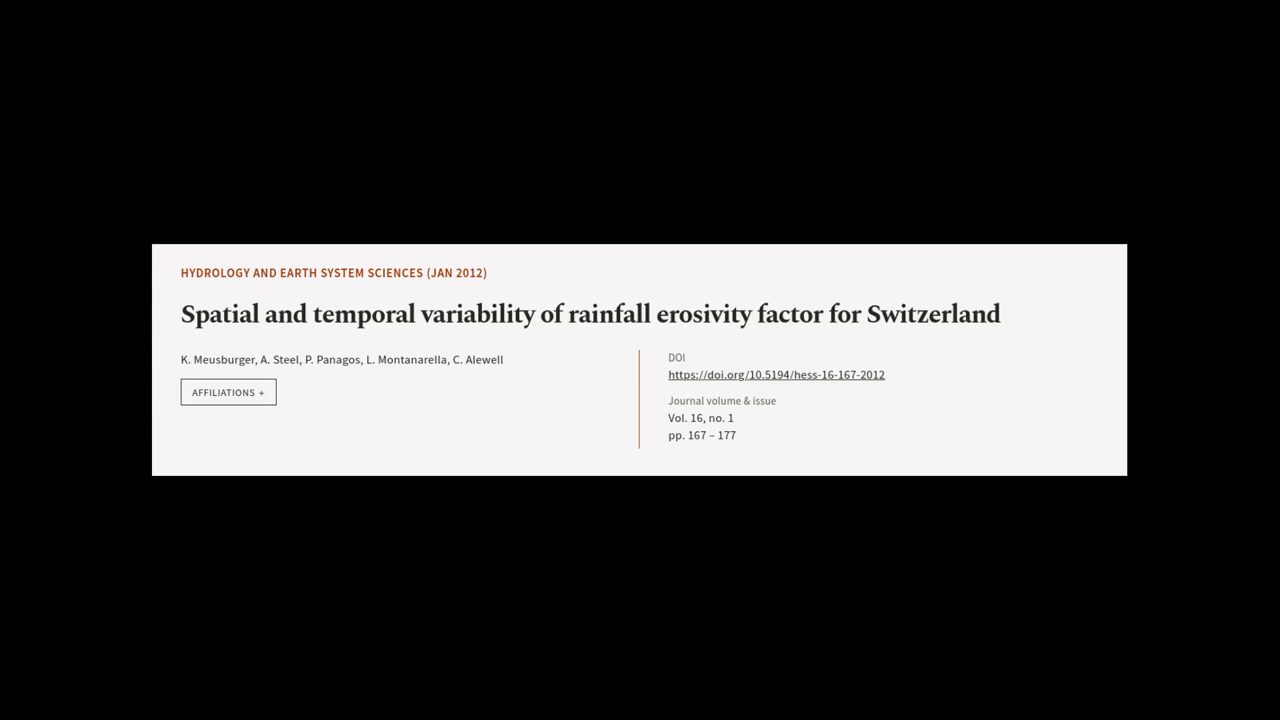 HYDROLOGY AND EARTH SYSTEM SCIENCES (JAN 2012)
Spatial and temporal variability of rainfall erosivity factor for Switzerland
K. Meusburger, A. Steel, P. Panagos, L. Montanarella, C. Alewell
AFFILIATIONS +
DOI
https://doi.org/10.5194/hess-16-167-2012
Journal volume & issue
Vol. 16, no. 1
pp. 167 – 177